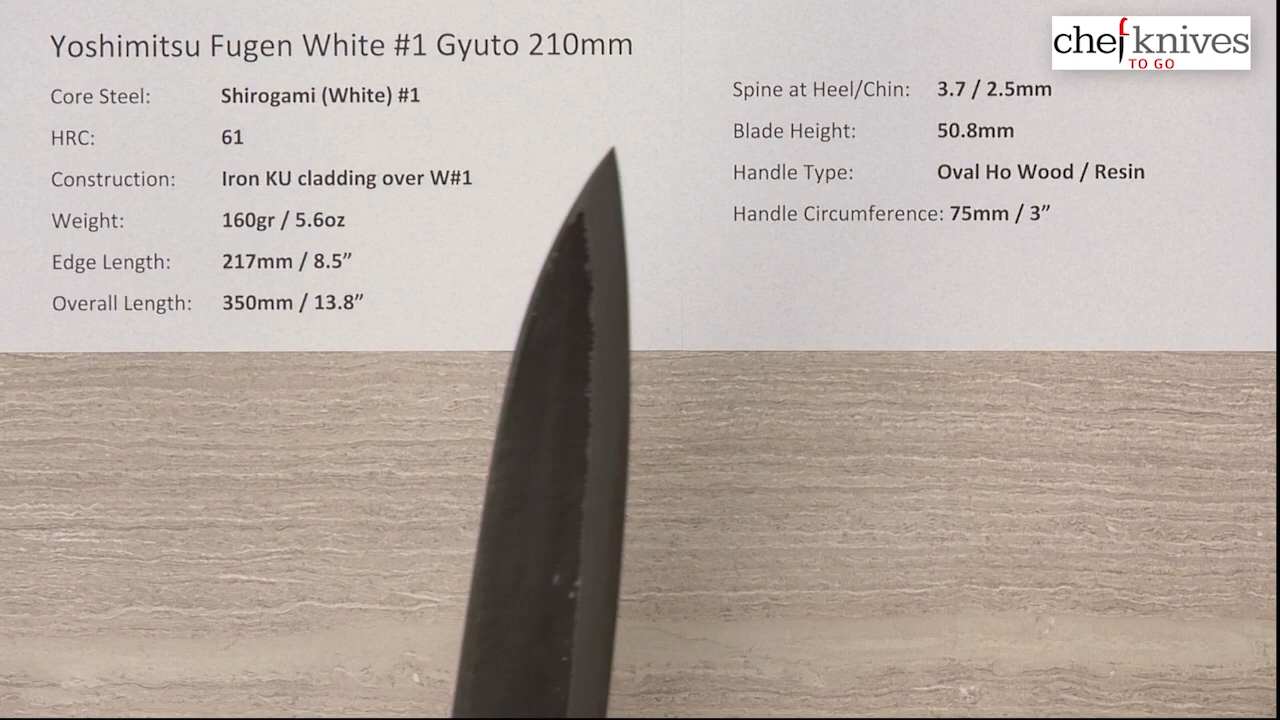 Yoshimitsu Fugen White #1 Gyuto 210mm
Core Steel: Shirogami (White) #1
HRC: 61
Construction: Iron KU cladding over W#1
Weight: 160gr / 5.6oz
Edge Length: 217mm / 8.5”
Overall Length: 350mm / 13.8”
Spine at Heel/Chin: 3.7 / 2.5mm
Blade Height: 50.8mm
Handle Type: Oval Ho Wood / Resin
Handle Circumference: 75mm / 3”
chefknives
TO GO